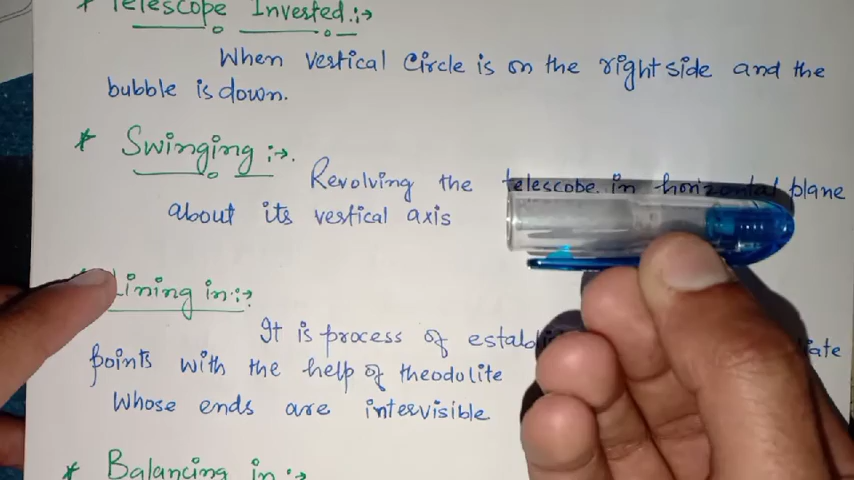 * Telescope Inverted :→
When vertical circle is on the right side and the
bubble is down.
* Swinging :→.
Revolving the telescope in horizontal plane
about its vertical axis
Lining in :→
It is process of
points with the help of theodolite
whose ends are intervisible
* Balancing in :→